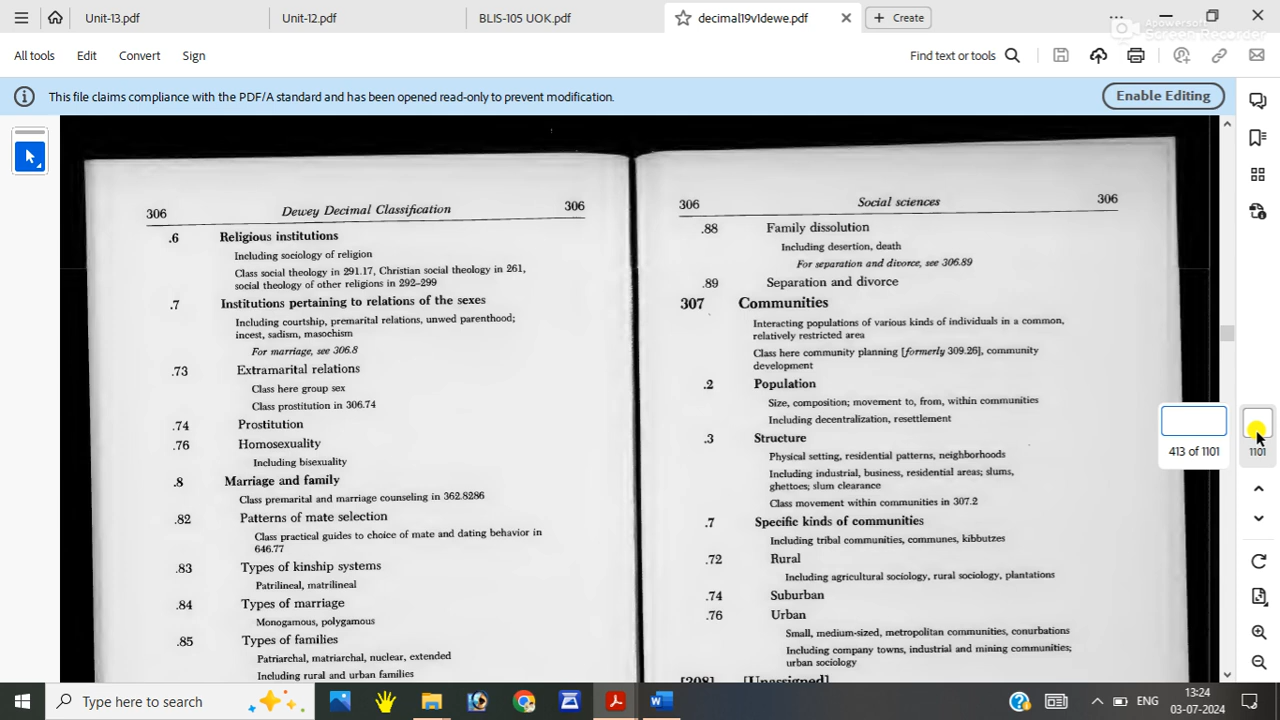 Unit-13.pdf
Unit-12.pdf
BLIS-105 UOK.pdf
decimal19v1dewe.pdf
Create
Apowersoft
Screen Recorder
All tools
Edit
Convert
Sign
Find text or tools
This file claims compliance with the PDF/A standard and has been opened read-only to prevent modification.
Enable Editing
306 Dewey Decimal Classification 306
.6 Religious institutions
Including sociology of religion
Class social theology in 291.17, Christian social theology in 261,
social theology of other religions in 292–299
.7 Institutions pertaining to relations of the sexes
Including courtship, premarital relations, unwed parenthood;
incest, sadism, masochism
For marriage, see 306.8
.73 Extramarital relations
Class here group sex
Class prostitution in 306.74
.74 Prostitution
.76 Homosexuality
Including bisexuality
.8 Marriage and family
Class premarital and marriage counseling in 362.8286
.82 Patterns of mate selection
Class practical guides to choice of mate and dating behavior in
646.77
.83 Types of kinship systems
Patrilineal, matrilineal
.84 Types of marriage
Monogamous, polygamous
.85 Types of families
Patriarchal, matriarchal, nuclear, extended
Including rural and urban families
306 Social sciences 306
.88 Family dissolution
Including desertion, death
For separation and divorce, see 306.89
.89 Separation and divorce
307 Communities
Interacting populations of various kinds of individuals in a common,
relatively restricted area
Class here community planning [formerly 309.26], community
development
.2 Population
Size, composition; movement to, from, within communities
Including decentralization, resettlement
.3 Structure
Physical setting, residential patterns, neighborhoods
Including industrial, business, residential areas; slums,
ghettoes; slum clearance
Class movement within communities in 307.2
.7 Specific kinds of communities
Including tribal communities, communes, kibbutzes
.72 Rural
Including agricultural sociology, rural sociology, plantations
.74 Suburban
.76 Urban
Small, medium-sized, metropolitan communities, conurbations
Including company towns, industrial and mining communities;
urban sociology
[308] [Unassigned]
413 of 1101
1101
Type here to search
ENG
13:24
03-07-2024